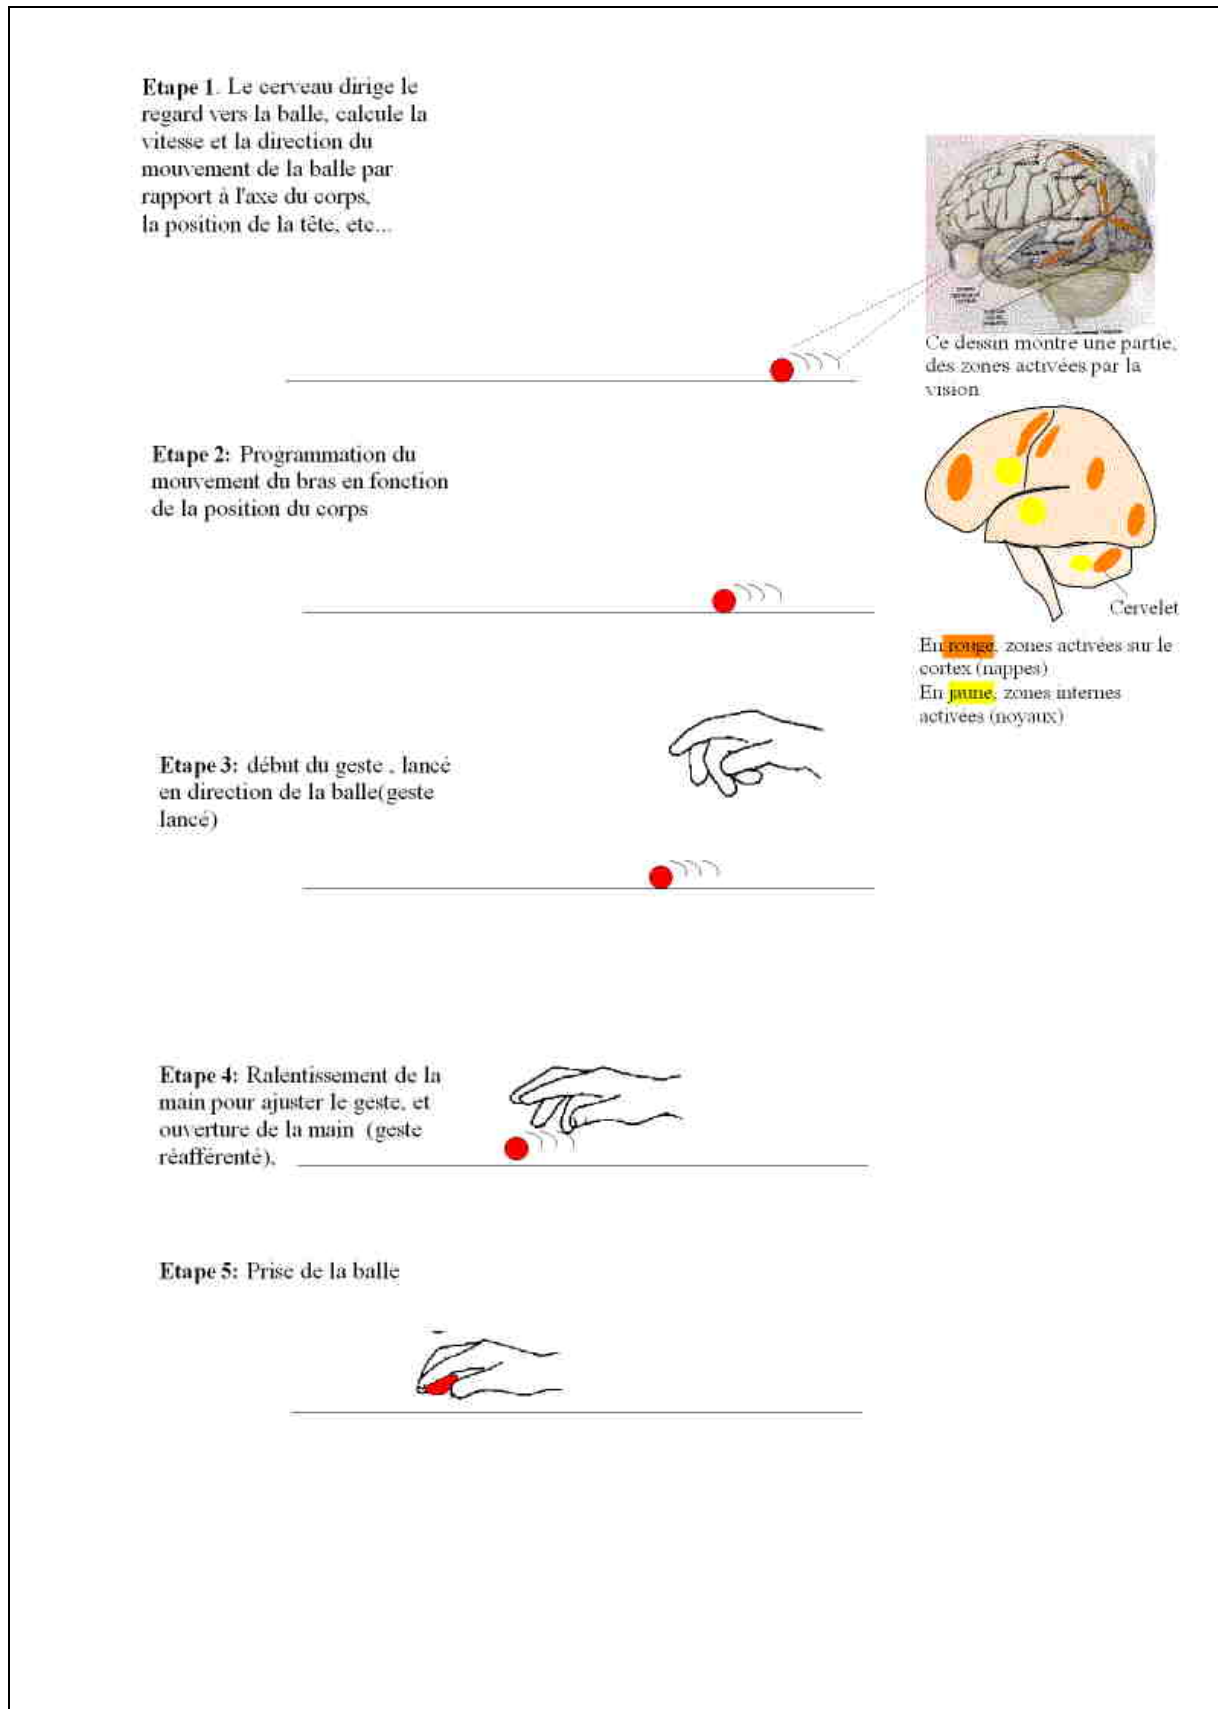 Etape 1. Le cerveau dirige le
regard vers la balle, calcule la
vitesse et la direction du
mouvement de la balle par
rapport à l'axe du corps,
la position de la tête, etc...
Ce dessin montre une partie,
des zones activées par la
vision
Etape 2: Programmation du
mouvement du bras en fonction
de la position du corps
Cervelet
En rouge, zones activées sur le
cortex (nappes)
En jaune, zones internes
activées (noyaux)
Etape 3: début du geste , lancé
en direction de la balle(geste
lancé)
Etape 4: Ralentissement de la
main pour ajuster le geste, et
ouverture de la main (geste
réafférenté),
Etape 5: Prise de la balle